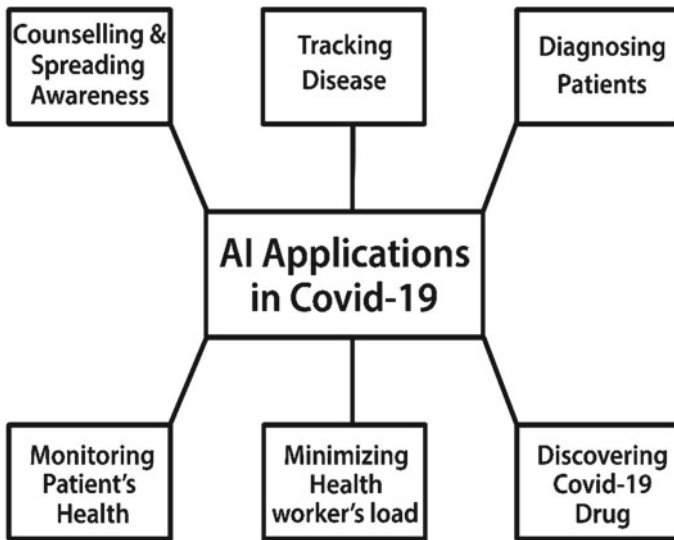 Counselling &
Spreading
Awareness
Tracking
Disease
Diagnosing
Patients
AI Applications
in Covid-19
Monitoring
Patient's
Health
Minimizing
Health
worker's load
Discovering
Covid-19
Drug